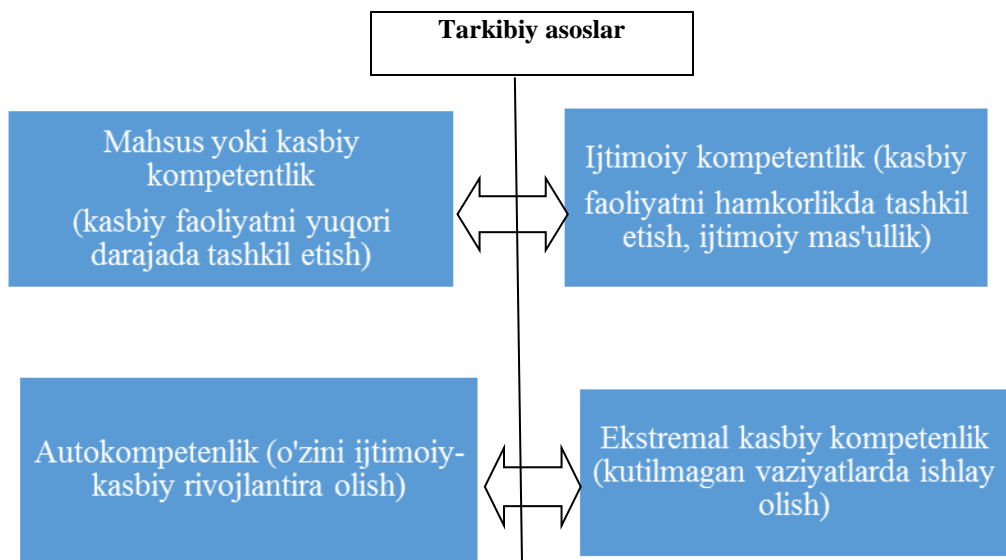 Tarkibiy asoslar
Mahsus yoki kasbiy
kompetentlik
(kasbiy faoliyatni yuqori
darajada tashkil etish)
Ijtimoiy kompetentlik (kasbiy
faoliyatni hamkorlikda tashkil
etish, ijtimoiy mas'ullik)
Autokompetenlik (o'zini ijtimoiy-
kasbiy rivojlantira olish)
Ekstremal kasbiy kompetenlik
(kutilmagan vaziyatlarda ishlay
olish)